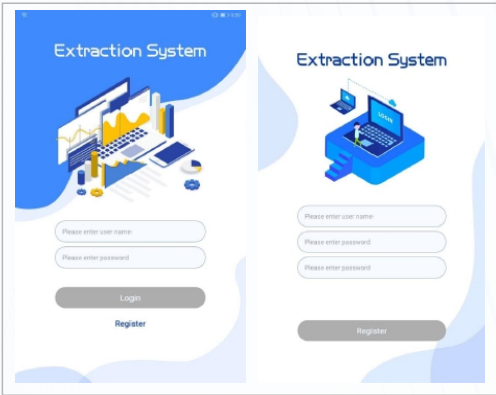 Extraction System
Please enter user name
Please enter password
Login
Register
Extraction System
LOGIN
Please enter user name
Please enter password
Please enter password
Register